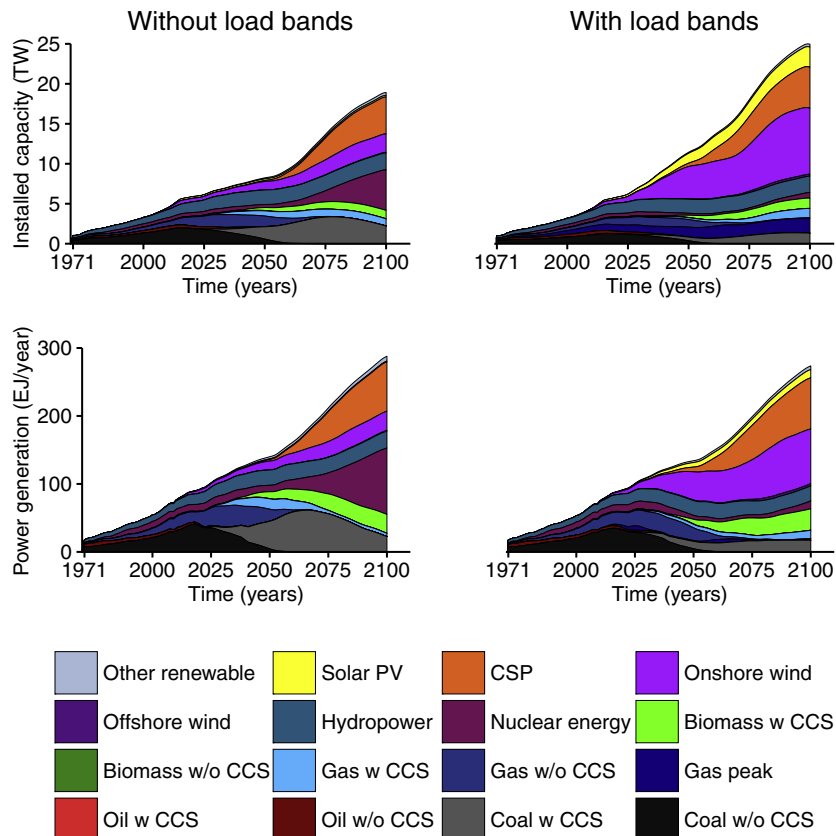 Without load bands
With load bands
Installed capacity (TW)
25
20
15
10
5
0
1971 2000 2025 2050 2075 2100
Time (years)
1971 2000 2025 2050 2075 2100
Time (years)
Power generation (EJ/year)
300
200
100
0
1971 2000 2025 2050 2075 2100
Time (years)
1971 2000 2025 2050 2075 2100
Time (years)
Other renewable
Solar PV
CSP
Onshore wind
Offshore wind
Hydropower
Nuclear energy
Biomass w CCS
Biomass w/o CCS
Gas w CCS
Gas w/o CCS
Gas peak
Oil w CCS
Oil w/o CCS
Coal w CCS
Coal w/o CCS